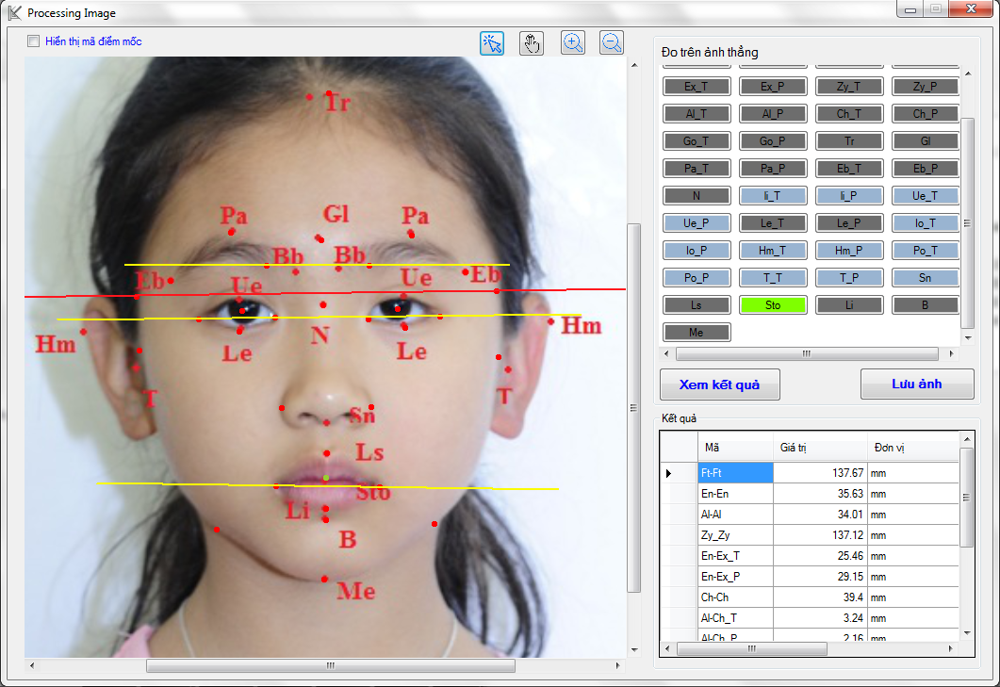 Processing Image
Hiển thị mã điểm mốc
Tr
Pa Gl Pa
Bb Bb
Eb Ue Ue Eb
Hm Le N Le Hm
T T
Sn
Ls
Sto
Li
B
Me
Đo trên ảnh thẳng
Ex_T Ex_P Zy_T Zy_P
Al_T Al_P Ch_T Ch_P
Go_T Go_P Tr Gl
Pa_T Pa_P Eb_T Eb_P
N Ii_T Ii_P Ue_T
Ue_P Le_T Le_P Io_T
Io_P Hm_T Hm_P Po_T
Po_P T_T T_P Sn
Ls Sto Li B
Me
Xem kết quả Lưu ảnh
Kết quả
Mã Giá trị Đơn vị
Ft-Ft 137.67 mm
En-En 35.63 mm
Al-Al 34.01 mm
Zy_Zy 137.12 mm
En-Ex_T 25.46 mm
En-Ex_P 29.15 mm
Ch-Ch 39.4 mm
Al-Ch_T 3.24 mm
Al-Ch_P 2.16 mm